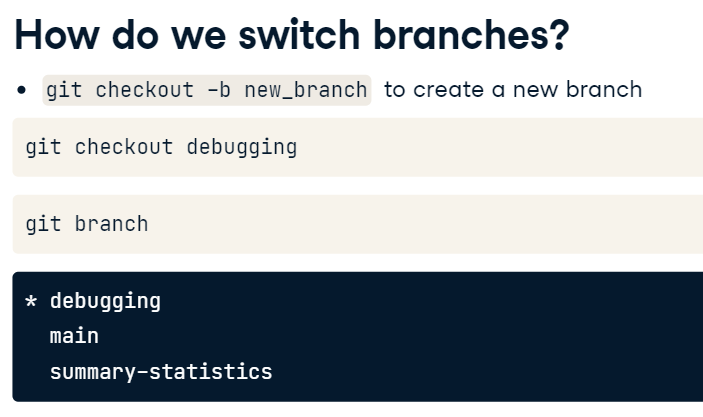 How do we switch branches?
• git checkout -b new_branch to create a new branch
git checkout debugging
git branch
* debugging
  main
  summary-statistics